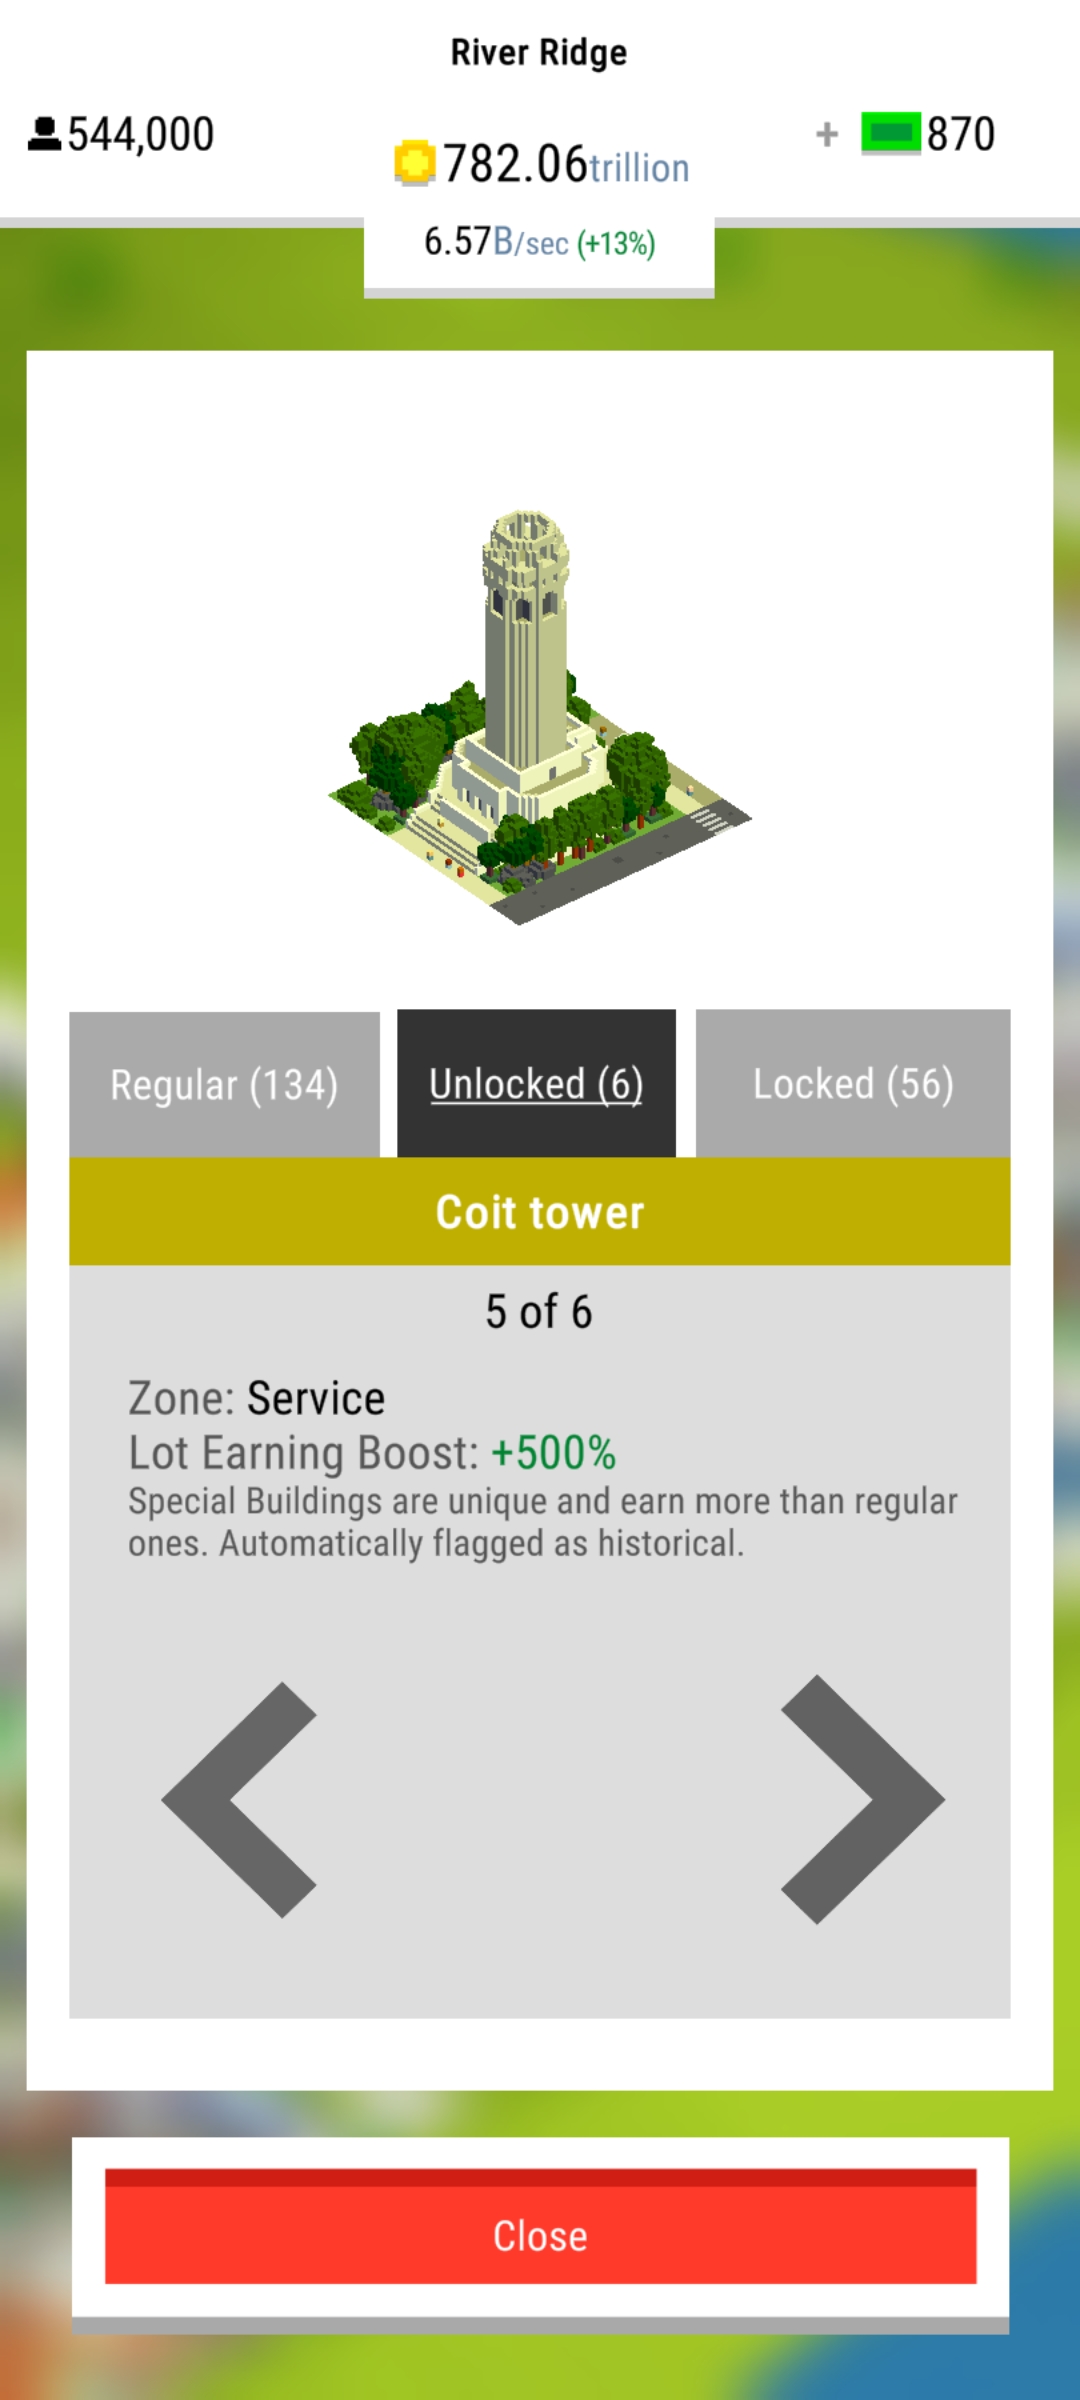 River Ridge
544,000
782.06trillion
+ 870
6.57B/sec (+13%)
Regular (134)
Unlocked (6)
Locked (56)
Coit tower
5 of 6
Zone: Service
Lot Earning Boost: +500%
Special Buildings are unique and earn more than regular
ones. Automatically flagged as historical.
Close